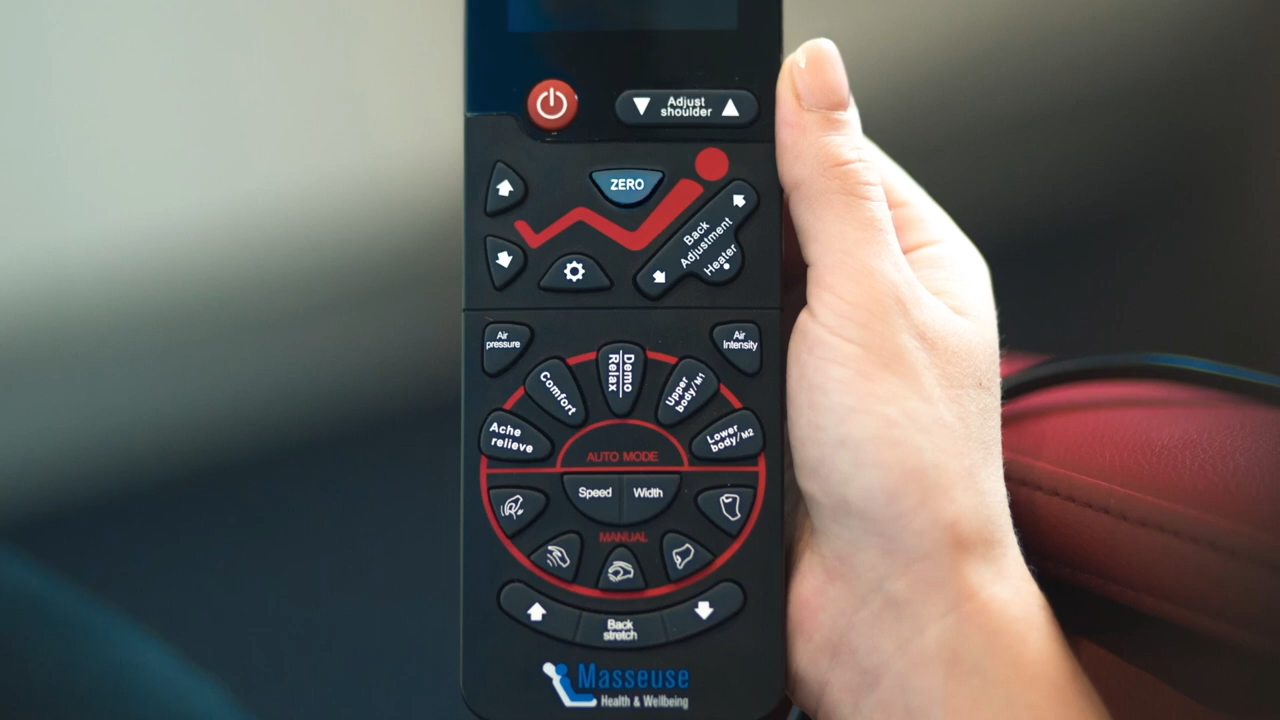 Adjust
shoulder
ZERO
Back
Adjustment
Heater
Air
pressure
Air
Intensity
Demo
Relax
Comfort
Upper
body/M1
Ache
relieve
Lower
body/M2
AUTO MODE
Speed
Width
MANUAL
Back
stretch
Masseuse
Health & Wellbeing